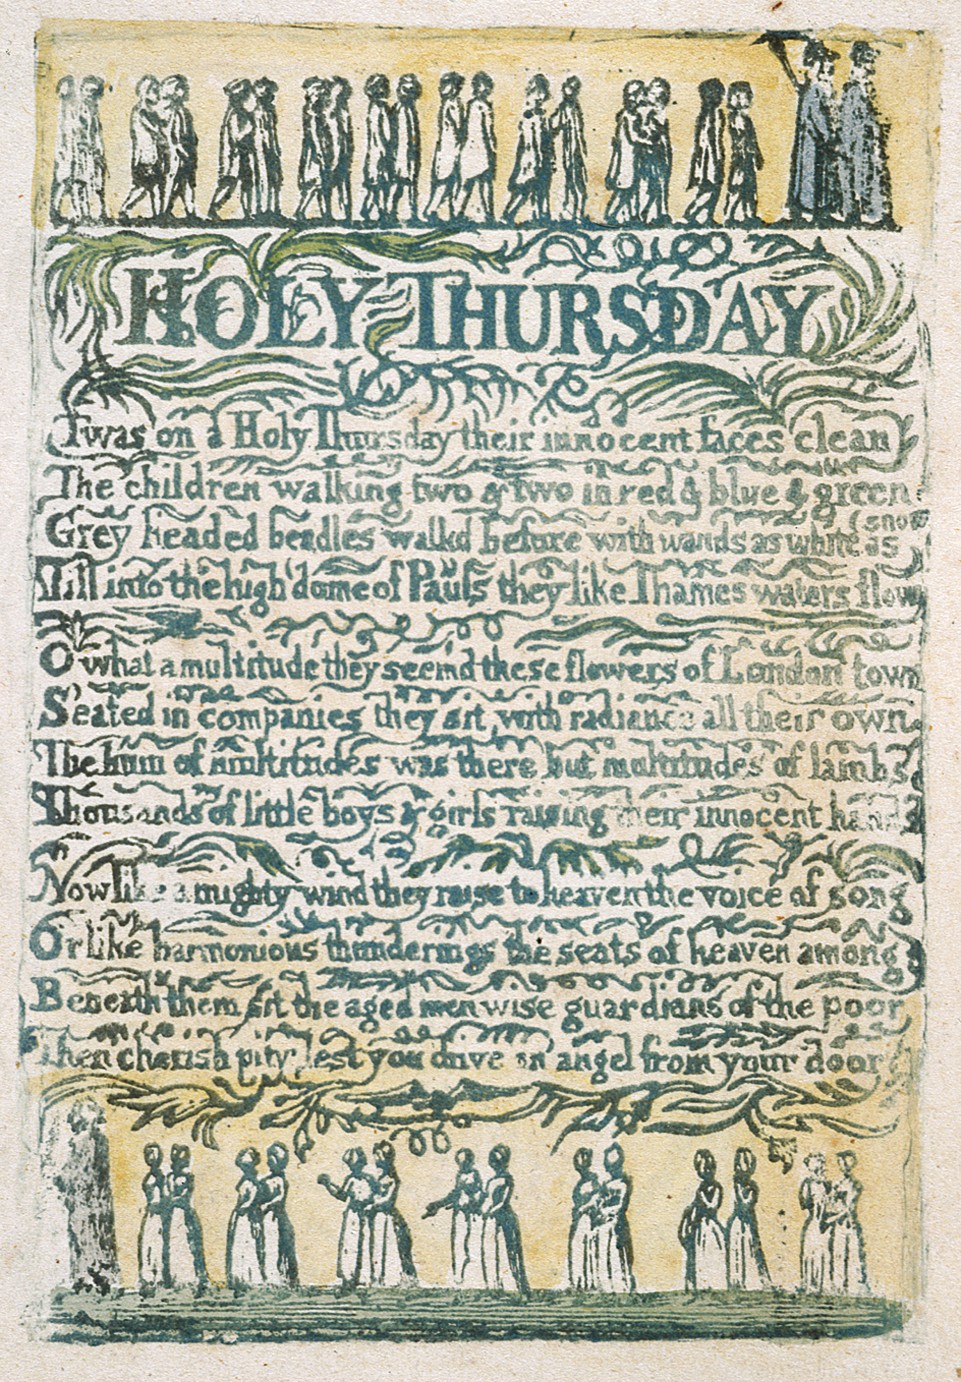 HOLY THURSDAY
Twas on a Holy Thursday their innocent faces clean
The children walking two & two in red & blue & green
(snow
Grey headed beadles walkd before with wands as white as
Till into the high dome of Pauls they like Thames waters flow
O what a multitude they seemd these flowers of London town
Seated in companies they sit with radiance all their own
The hum of multitudes was there but multitudes of lambs
Thousands of little boys & girls raising their innocent hands
Now like a mighty wind they raise to heaven the voice of song
Or like harmonious thunderings the seats of heaven among
Beneath them sit the aged men wise guardians of the poor
Then cherish pity, lest you drive an angel from your door